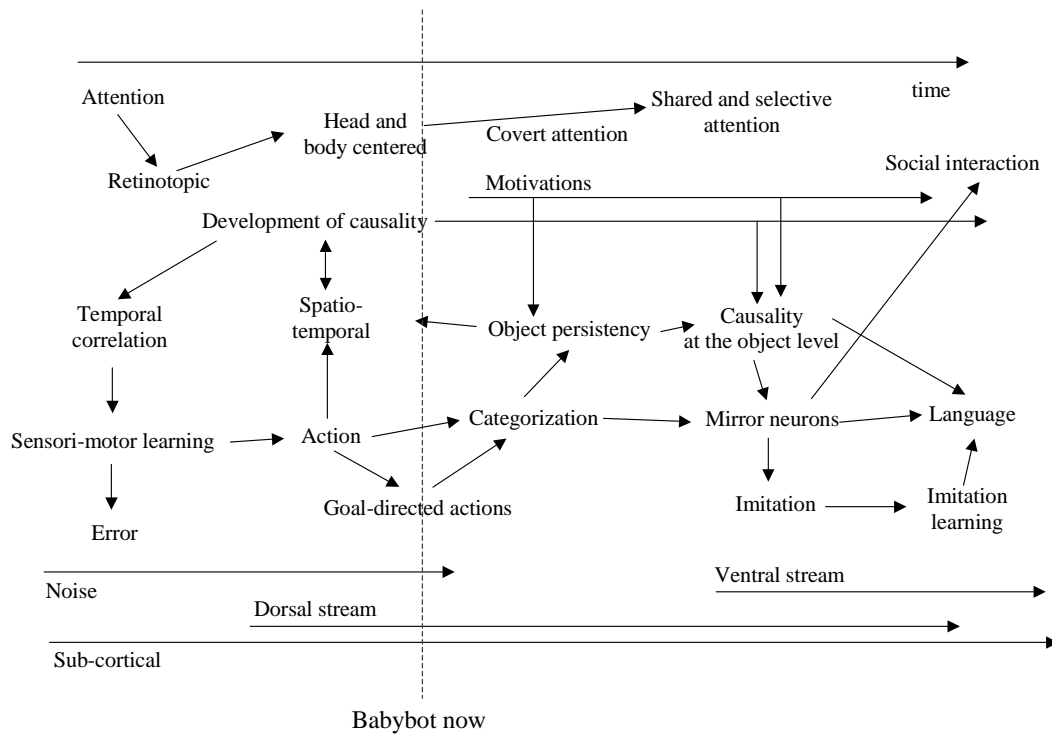 time
Attention
Shared and selective
attention
Head and
body centered
Covert attention
Retinotopic
Social interaction
Motivations
Development of causality
Temporal
correlation
Spatio-
temporal
Object persistency
Causality
at the object level
Sensori-motor learning
Action
Categorization
Mirror neurons
Language
Goal-directed actions
Imitation
Imitation
learning
Error
Noise
Ventral stream
Dorsal stream
Sub-cortical
Babybot now